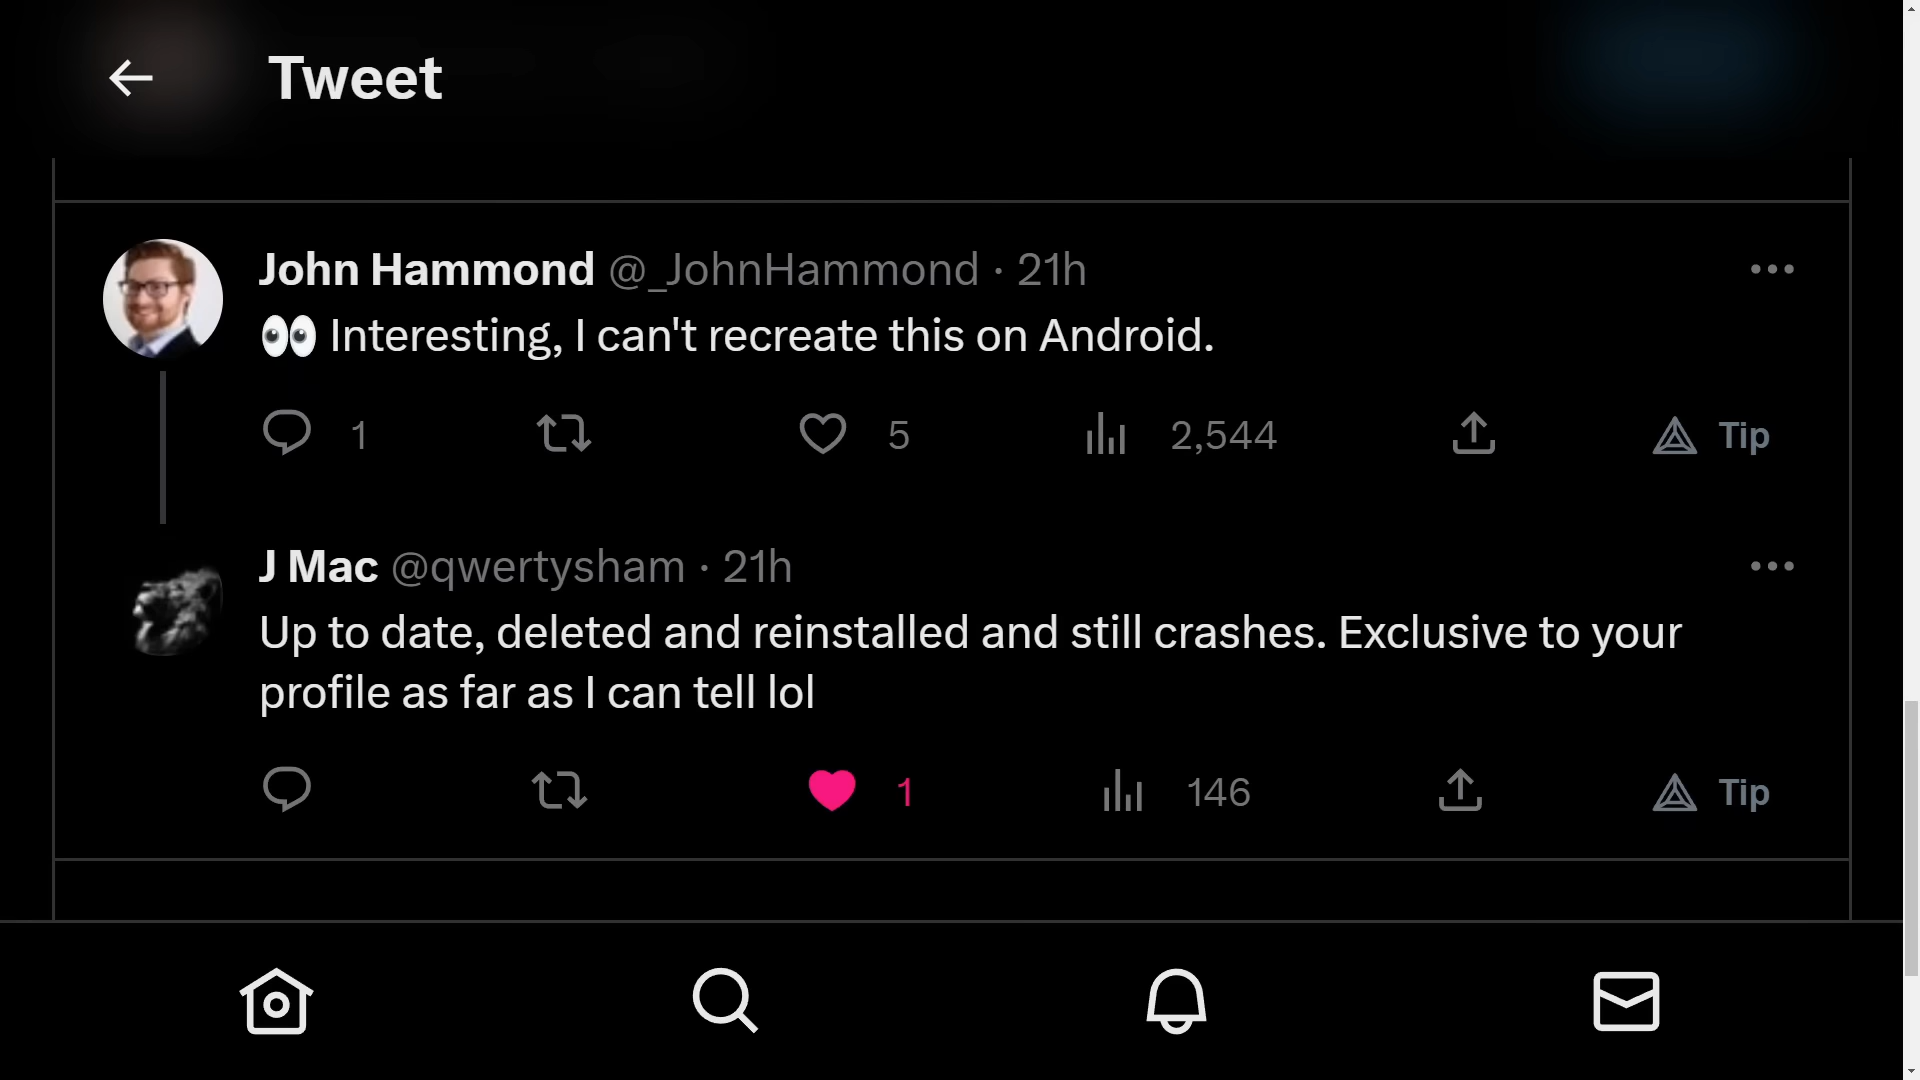 Tweet
John Hammond @_JohnHammond · 21h
👀 Interesting, I can't recreate this on Android.
1 5 2,544 Tip
J Mac @qwertysham · 21h
Up to date, deleted and reinstalled and still crashes. Exclusive to your
profile as far as I can tell lol
1 146 Tip